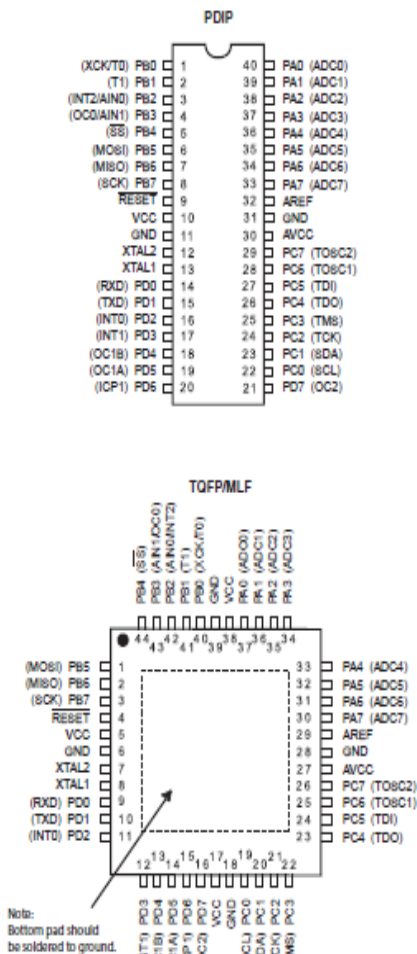 PDIP
(XCK/T0) PB0 1 40 PA0 (ADC0)
(T1) PB1 2 39 PA1 (ADC1)
(INT2/AIN0) PB2 3 38 PA2 (ADC2)
(OC0/AIN1) PB3 4 37 PA3 (ADC3)
(SS) PB4 5 36 PA4 (ADC4)
(MOSI) PB5 6 35 PA5 (ADC5)
(MISO) PB6 7 34 PA6 (ADC6)
(SCK) PB7 8 33 PA7 (ADC7)
RESET 9 32 AREF
VCC 10 31 GND
GND 11 30 AVCC
XTAL2 12 29 PC7 (TOSC2)
XTAL1 13 28 PC6 (TOSC1)
(RXD) PD0 14 27 PC5 (TDI)
(TXD) PD1 15 26 PC4 (TDO)
(INT0) PD2 16 25 PC3 (TMS)
(INT1) PD3 17 24 PC2 (TCK)
(OC1B) PD4 18 23 PC1 (SDA)
(OC1A) PD5 19 22 PC0 (SCL)
(ICP1) PD6 20 21 PD7 (OC2)
TQFP/MLF
PB4 (SS)
PB3 (AIN1/OC0)
PB2 (AIN0/INT2)
PB1 (T1)
PB0 (XCK/T0)
GND
VCC
PA0 (ADC0)
PA1 (ADC1)
PA2 (ADC2)
PA3 (ADC3)
44 43 42 41 40 39 38 37 36 35 34
(MOSI) PB5 1 33 PA4 (ADC4)
(MISO) PB6 2 32 PA5 (ADC5)
(SCK) PB7 3 31 PA6 (ADC6)
RESET 4 30 PA7 (ADC7)
VCC 5 29 AREF
GND 6 28 GND
XTAL2 7 27 AVCC
XTAL1 8 26 PC7 (TOSC2)
(RXD) PD0 9 25 PC6 (TOSC1)
(TXD) PD1 10 24 PC5 (TDI)
(INT0) PD2 11 23 PC4 (TDO)
12 13 14 15 16 17 18 19 20 21 22
T1) PD3
1B) PD4
1A) PD5
P1) PD6
C2) PD7
VCC
GND
CL) PC0
DA) PC1
CK) PC2
MS) PC3
Note:
Bottom pad should
be soldered to ground.